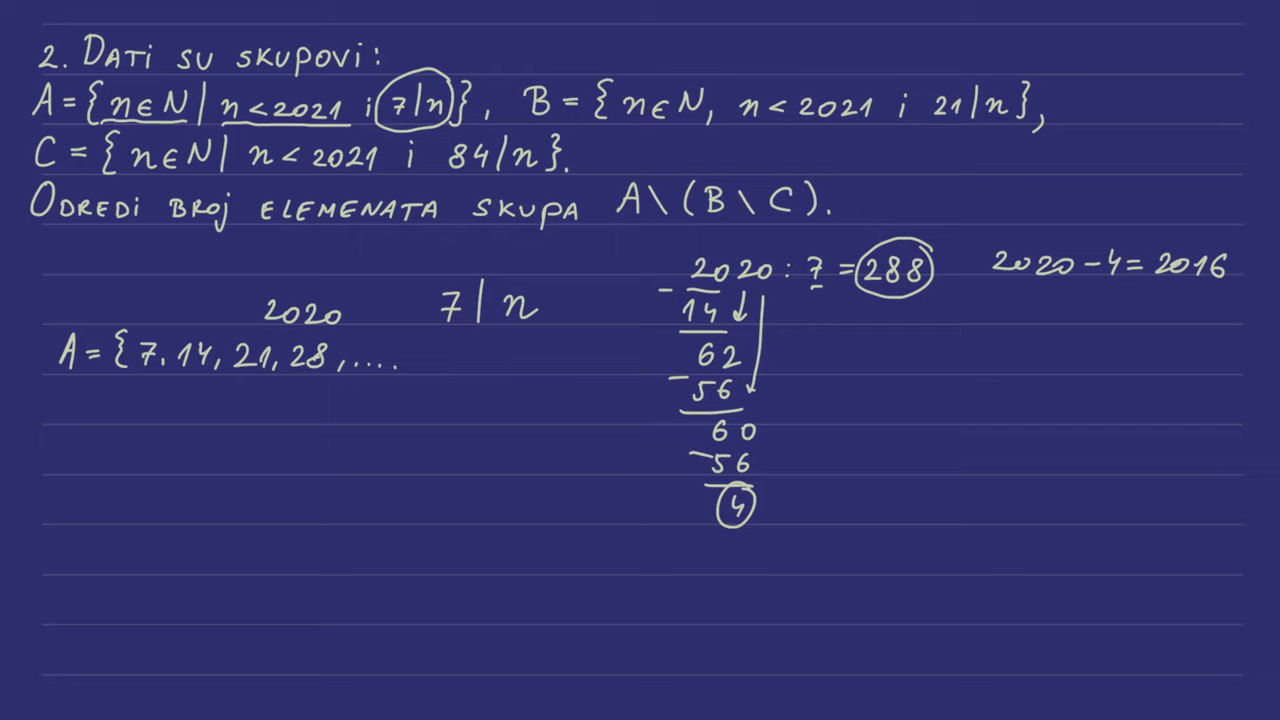 2. DATI SU SKUPOVI:
A = {n∈N | n < 2021 i 7|n}, B = {n∈N, n < 2021 i 21|n},
C = {n∈N | n < 2021 i 84|n}.
ODREDI BROJ ELEMENATA SKUPA A \ (B \ C).
2020 : 7 = 288 2020 - 4 = 2016
2020 7 | n
- 14
A = {7, 14, 21, 28, ....
62
- 56
60
- 56
4